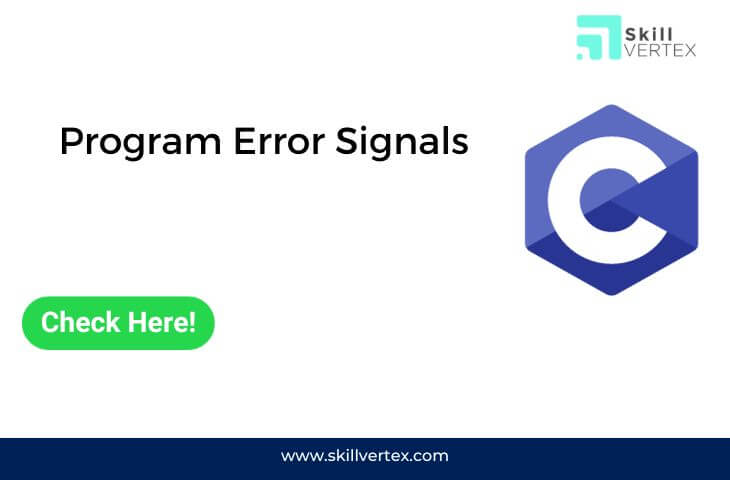 Skill
VERTEX
Program Error Signals
C
Check Here!
www.skillvertex.com